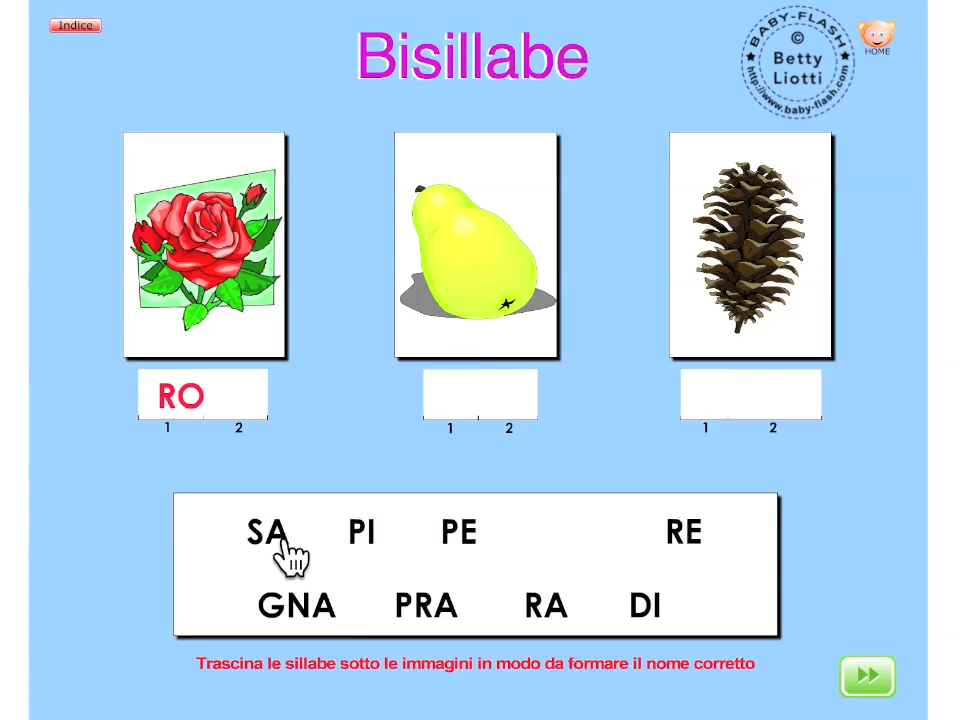 Indice
Bisillabe
BABY-FLASH
©
Betty
Liotti
http://www.baby-flash.com
HOME
RO
1 2
1 2
1 2
SA PI PE RE
GNA PRA RA DI
Trascina le sillabe sotto le immagini in modo da formare il nome corretto